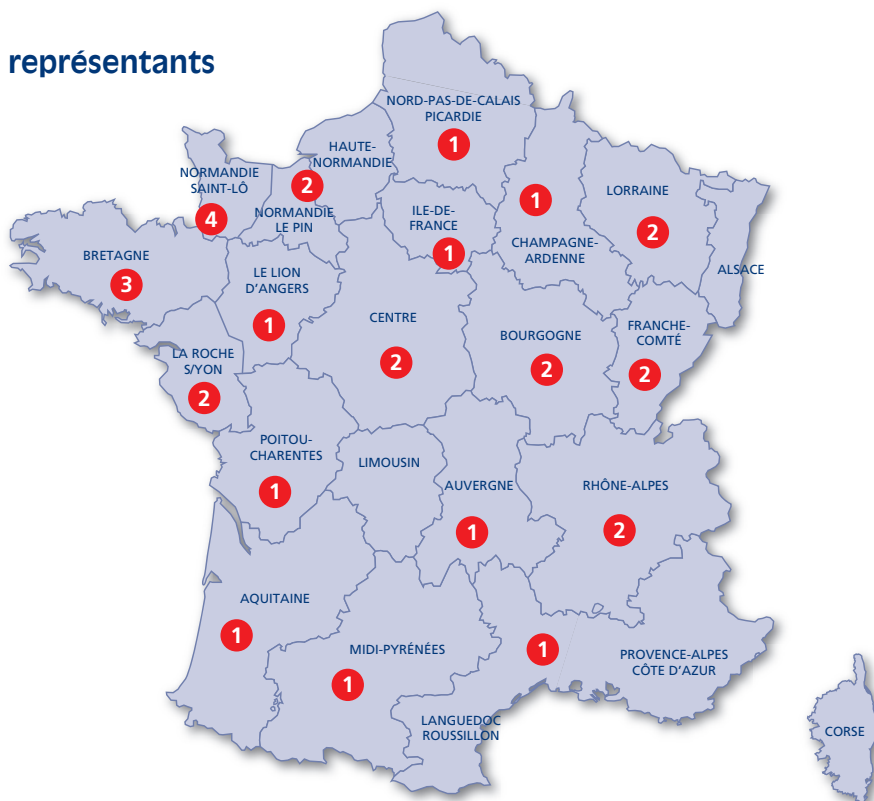 représentants
NORD-PAS-DE-CALAIS
PICARDIE
1
HAUTE-
NORMANDIE
2
NORMANDIE
LE PIN
NORMANDIE
SAINT-LÔ
4
ILE-DE-
FRANCE
1
1
CHAMPAGNE-
ARDENNE
LORRAINE
2
ALSACE
BRETAGNE
3
LE LION
D'ANGERS
1
CENTRE
2
BOURGOGNE
2
FRANCHE-
COMTÉ
2
LA ROCHE
S/YON
2
POITOU-
CHARENTES
1
LIMOUSIN
AUVERGNE
1
RHÔNE-ALPES
2
AQUITAINE
1
MIDI-PYRÉNÉES
1
1
PROVENCE-ALPES
CÔTE D'AZUR
LANGUEDOC
ROUSSILLON
CORSE